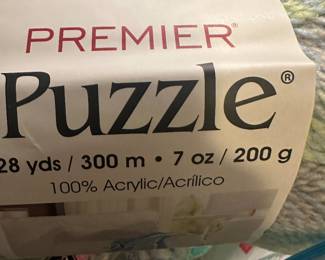 PREMIER®
Puzzle®
28 yds / 300 m • 7 oz / 200 g
100% Acrylic/Acrílico